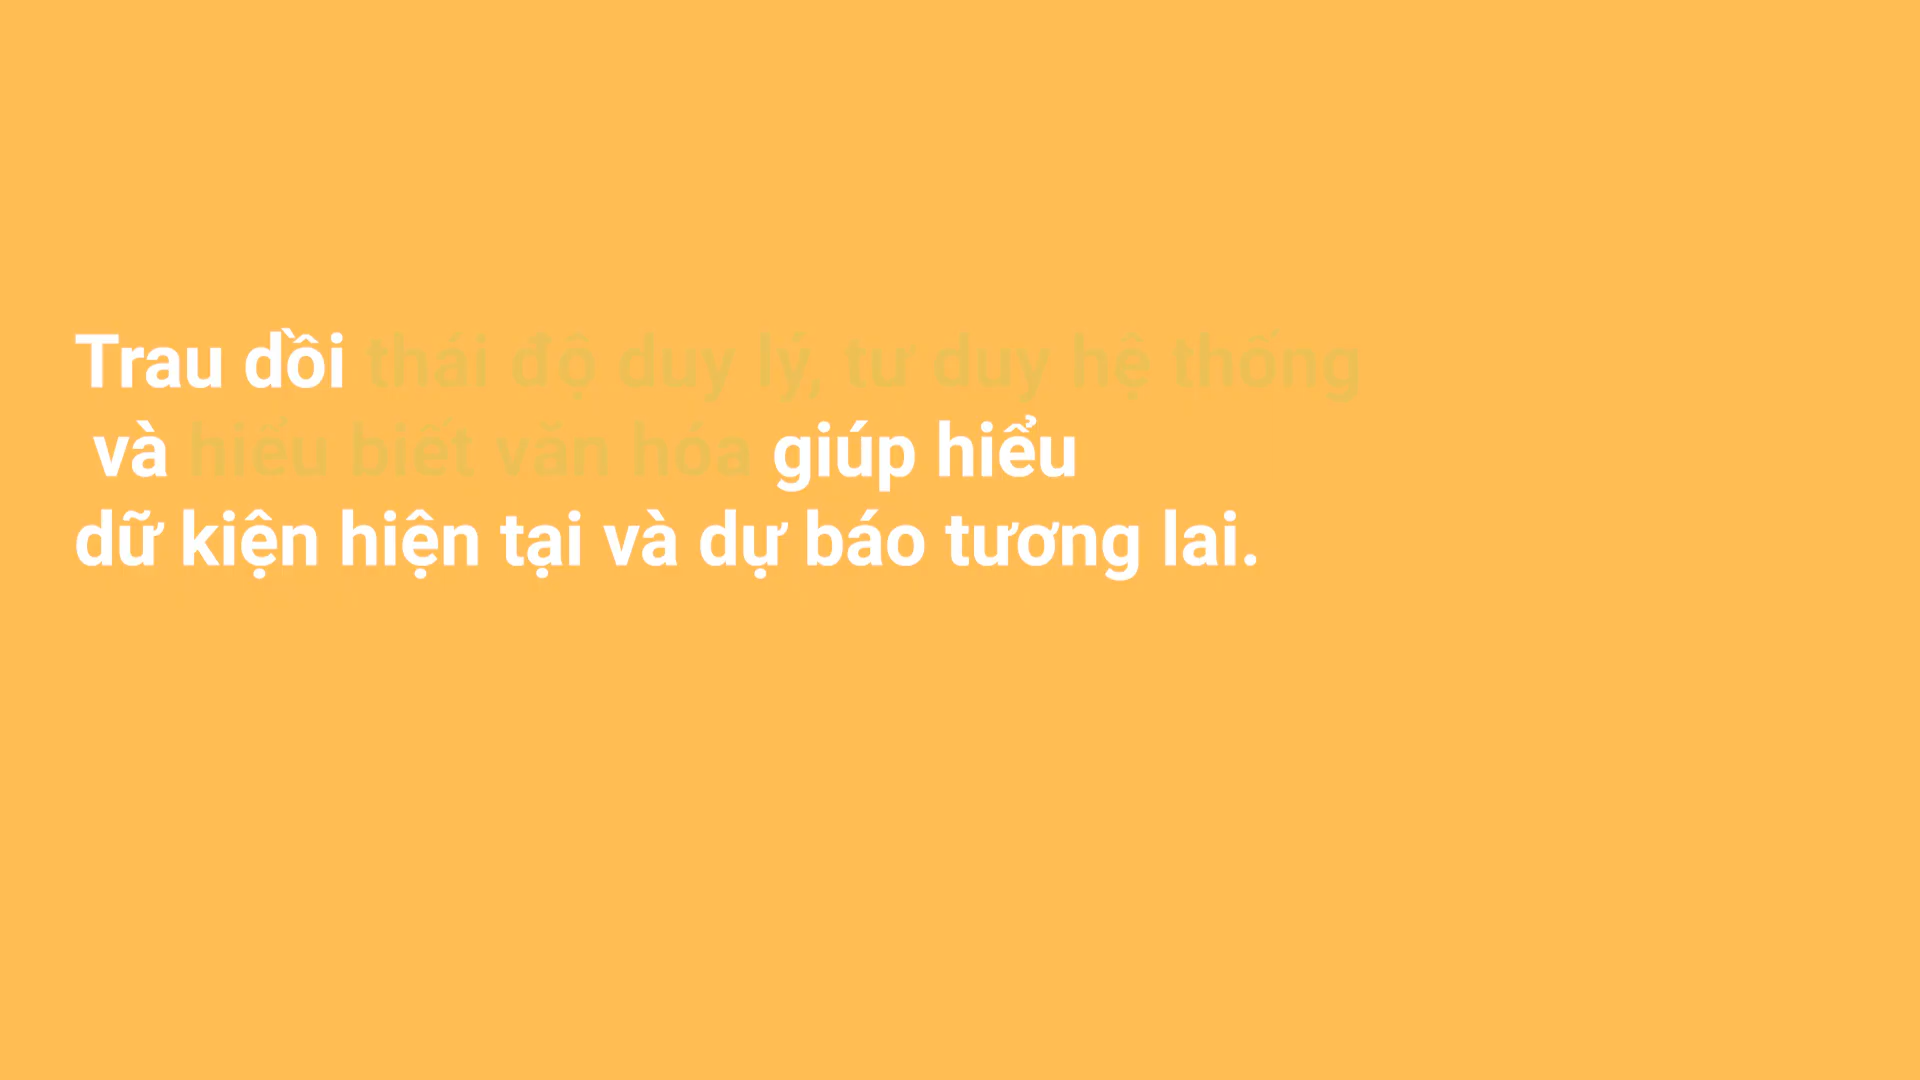 Trau dồi thái độ duy lý, tư duy hệ thống
và hiểu biết văn hóa giúp hiểu
dữ kiện hiện tại và dự báo tương lai.